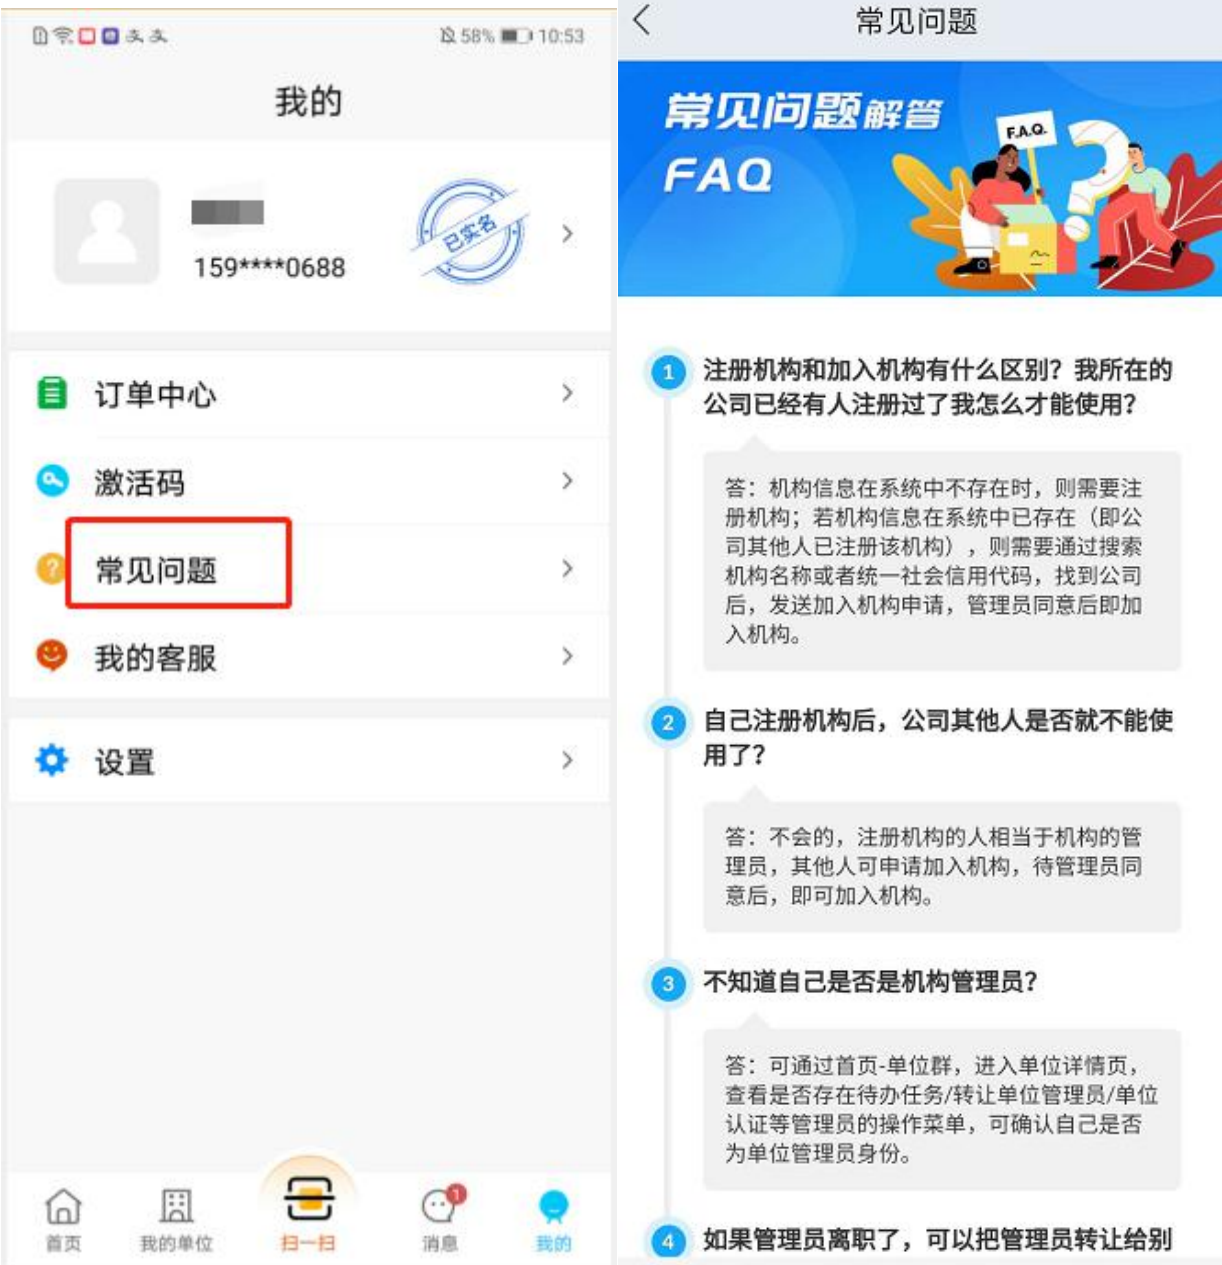 58% 10:53
我的
159****0688
已实名
订单中心
激活码
常见问题
我的客服
设置
首页
我的单位
扫一扫
消息
1
我的
常见问题
常见问题解答
FAQ
F.A.Q.
1
注册机构和加入机构有什么区别？我所在的
公司已经有人注册过了我怎么才能使用？
答：机构信息在系统中不存在时，则需要注
册机构；若机构信息在系统中已存在（即公
司其他人已注册该机构），则需要通过搜索
机构名称或者统一社会信用代码，找到公司
后，发送加入机构申请，管理员同意后即加
入机构。
2
自己注册机构后，公司其他人是否就不能使
用了？
答：不会的，注册机构的人相当于机构的管
理员，其他人可申请加入机构，待管理员同
意后，即可加入机构。
3
不知道自己是否是机构管理员？
答：可通过首页-单位群，进入单位详情页，
查看是否存在待办任务/转让单位管理员/单位
认证等管理员的操作菜单，可确认自己是否
为单位管理员身份。
4
如果管理员离职了，可以把管理员转让给别